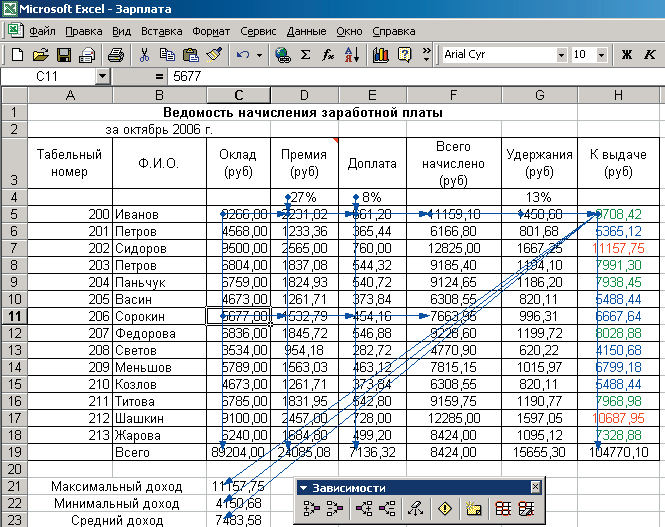 Microsoft Excel - Зарплата
Файл Правка Вид Вставка Формат Сервис Данные Окно Справка
Arial Cyr 10 Ж К
C11 = 5677
A B C D E F G H
1 Ведомость начисления заработной платы
2 за октябрь 2006 г.
3 Табельный номер Ф.И.О. Оклад (руб) Премия (руб) Доплата Всего начислено (руб) Удержания (руб) К выдаче (руб)
4 27% 8% 13%
5 200 Иванов 8266,00 2231,82 661,28 11159,10 1450,68 9708,42
6 201 Петров 4568,00 1233,36 365,44 6166,80 801,68 5365,12
7 202 Сидоров 9500,00 2565,00 760,00 12825,00 1667,25 11157,75
8 203 Петров 6804,00 1837,08 544,32 9185,40 1194,10 7991,30
9 204 Паньчук 6759,00 1824,93 540,72 9124,65 1186,20 7938,45
10 205 Васин 4673,00 1261,71 373,84 6308,55 820,11 5488,44
11 206 Сорокин 5677,00 1532,79 454,16 7663,95 996,31 6667,64
12 207 Федорова 6836,00 1845,72 546,88 9228,60 1199,72 8028,88
13 208 Светов 3534,00 954,18 282,72 4770,90 620,22 4150,68
14 209 Меньшов 5789,00 1563,03 463,12 7815,15 1015,97 6799,18
15 210 Козлов 4673,00 1261,71 373,84 6308,55 820,11 5488,44
16 211 Титова 6785,00 1831,95 542,80 9159,75 1190,77 7968,98
17 212 Шашкин 9100,00 2457,00 728,00 12285,00 1597,05 10687,95
18 213 Жарова 6240,00 1684,80 499,20 8424,00 1095,12 7328,88
19 Всего 89204,00 24085,08 7136,32 8424,00 15655,30 104770,10
20
21 Максимальный доход 11157,75
22 Минимальный доход 4150,68
Зависимости
23 Средний доход 7483,58